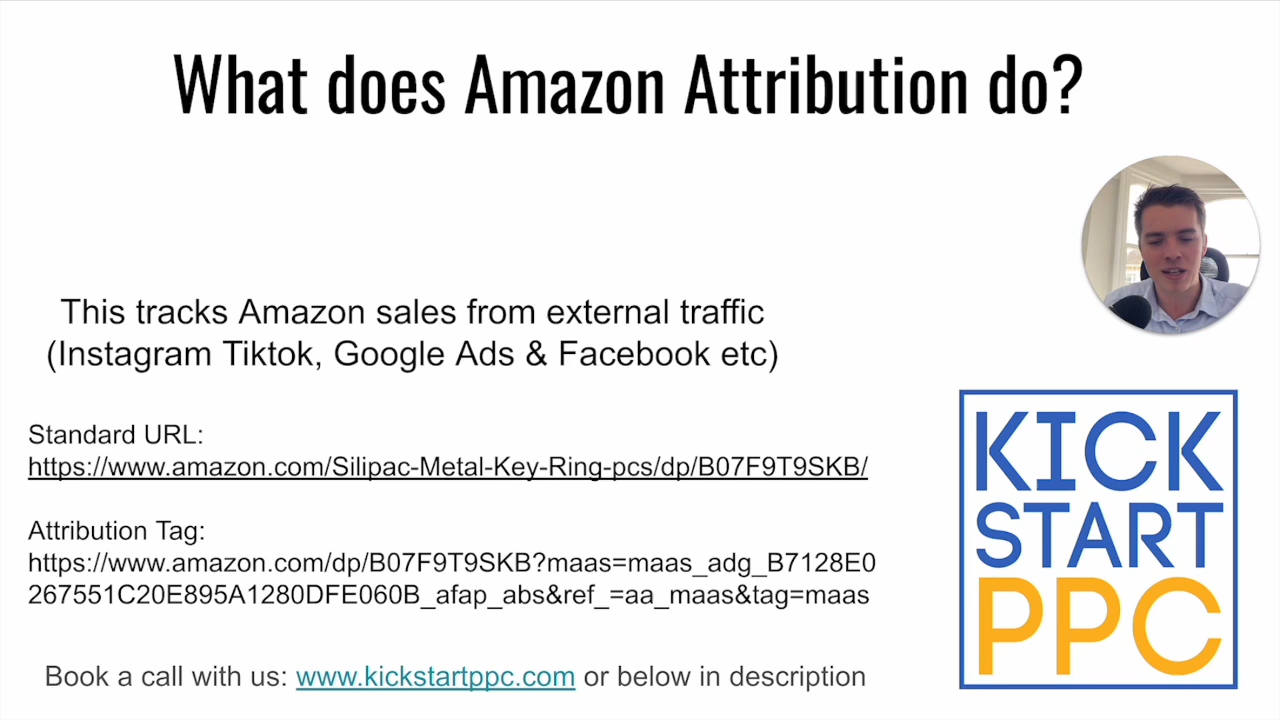 What does Amazon Attribution do?
This tracks Amazon sales from external traffic
(Instagram Tiktok, Google Ads & Facebook etc)
Standard URL:
https://www.amazon.com/Silipac-Metal-Key-Ring-pcs/dp/B07F9T9SKB/
Attribution Tag:
https://www.amazon.com/dp/B07F9T9SKB?maas=maas_adg_B7128E0
267551C20E895A1280DFE060B_afap_abs&ref_=aa_maas&tag=maas
Book a call with us: www.kickstartppc.com or below in description
KICK
START
PPC